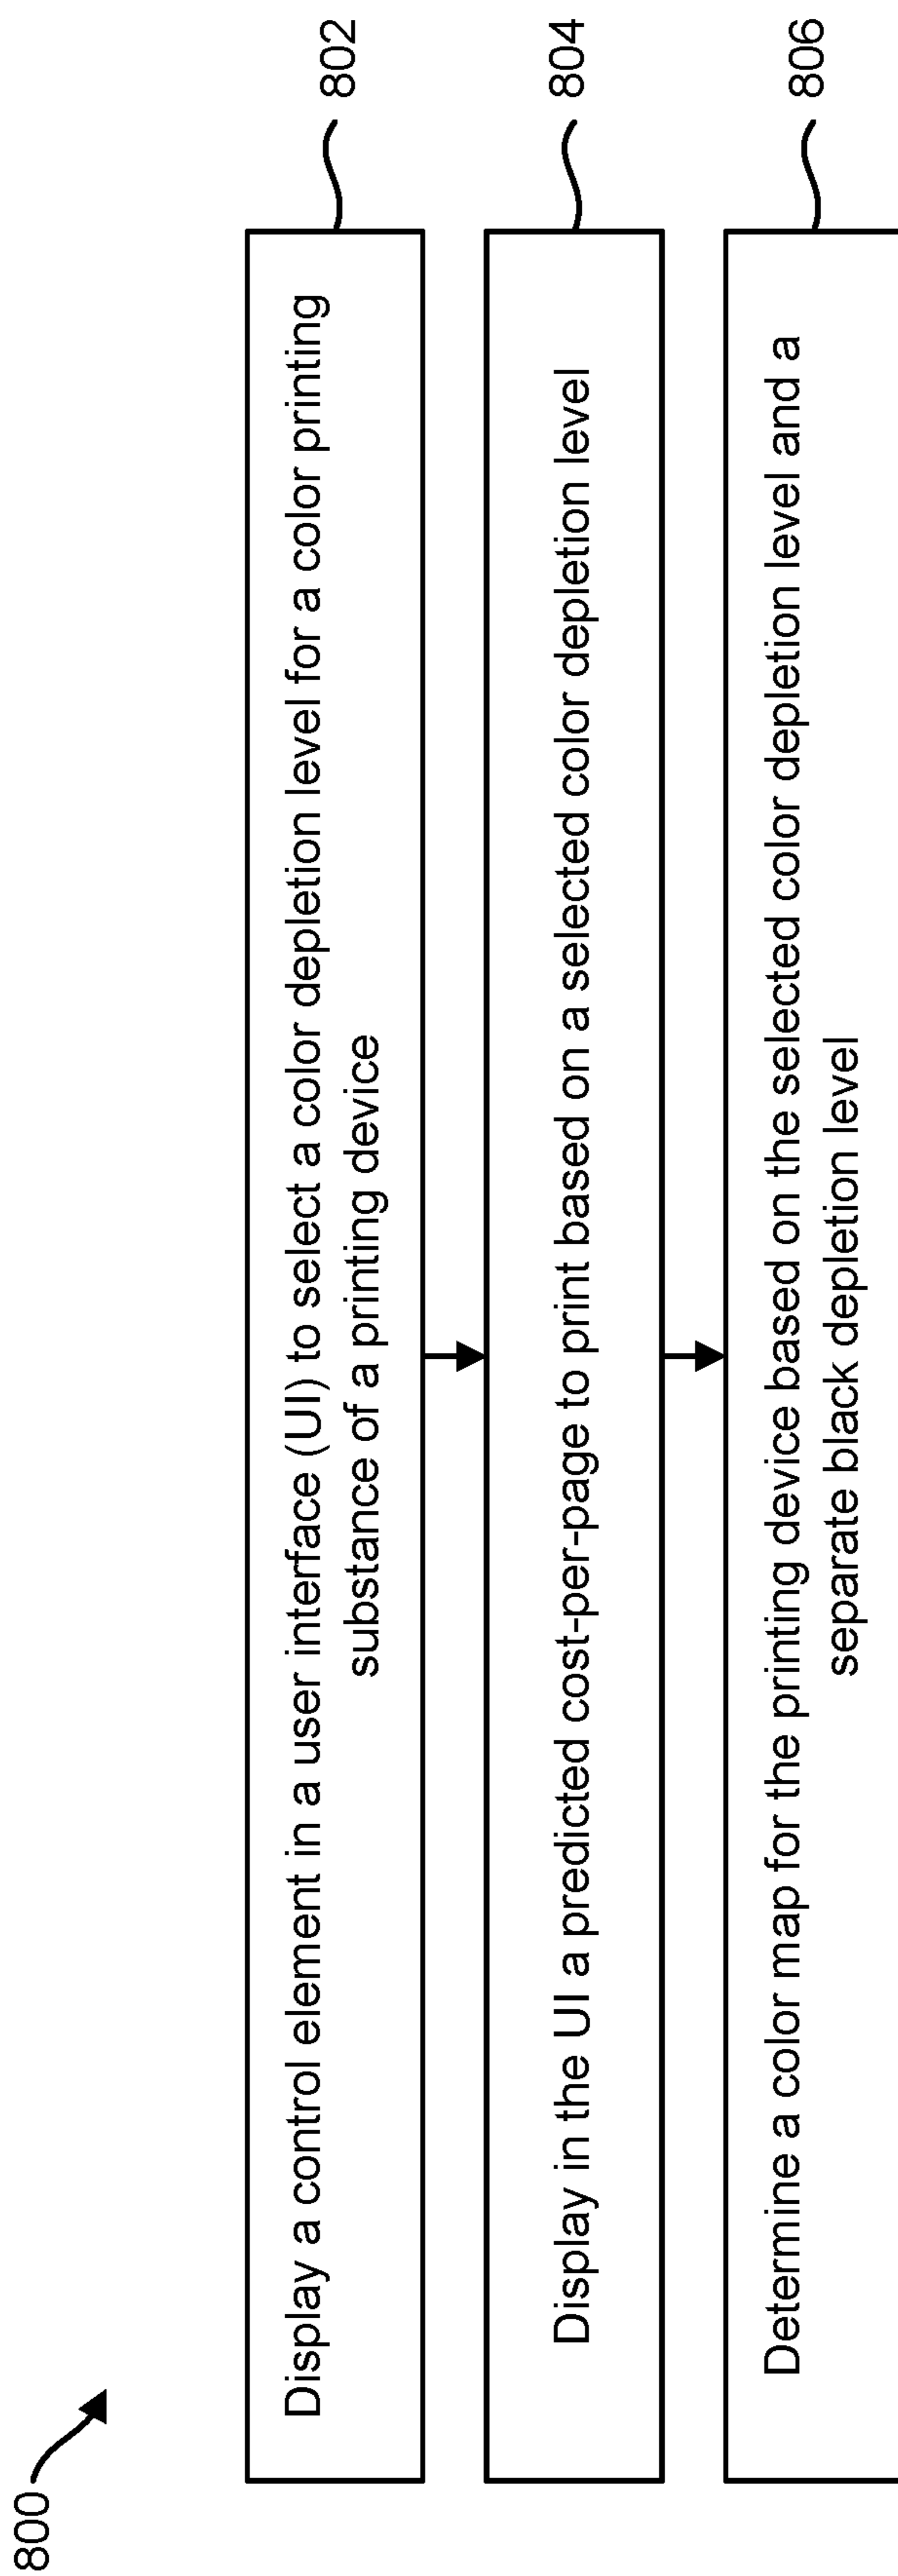 800
Display a control element in a user interface (UI) to select a color depletion level for a color printing
substance of a printing device
802
Display in the UI a predicted cost-per-page to print based on a selected color depletion level
804
Determine a color map for the printing device based on the selected color depletion level and a
separate black depletion level
806